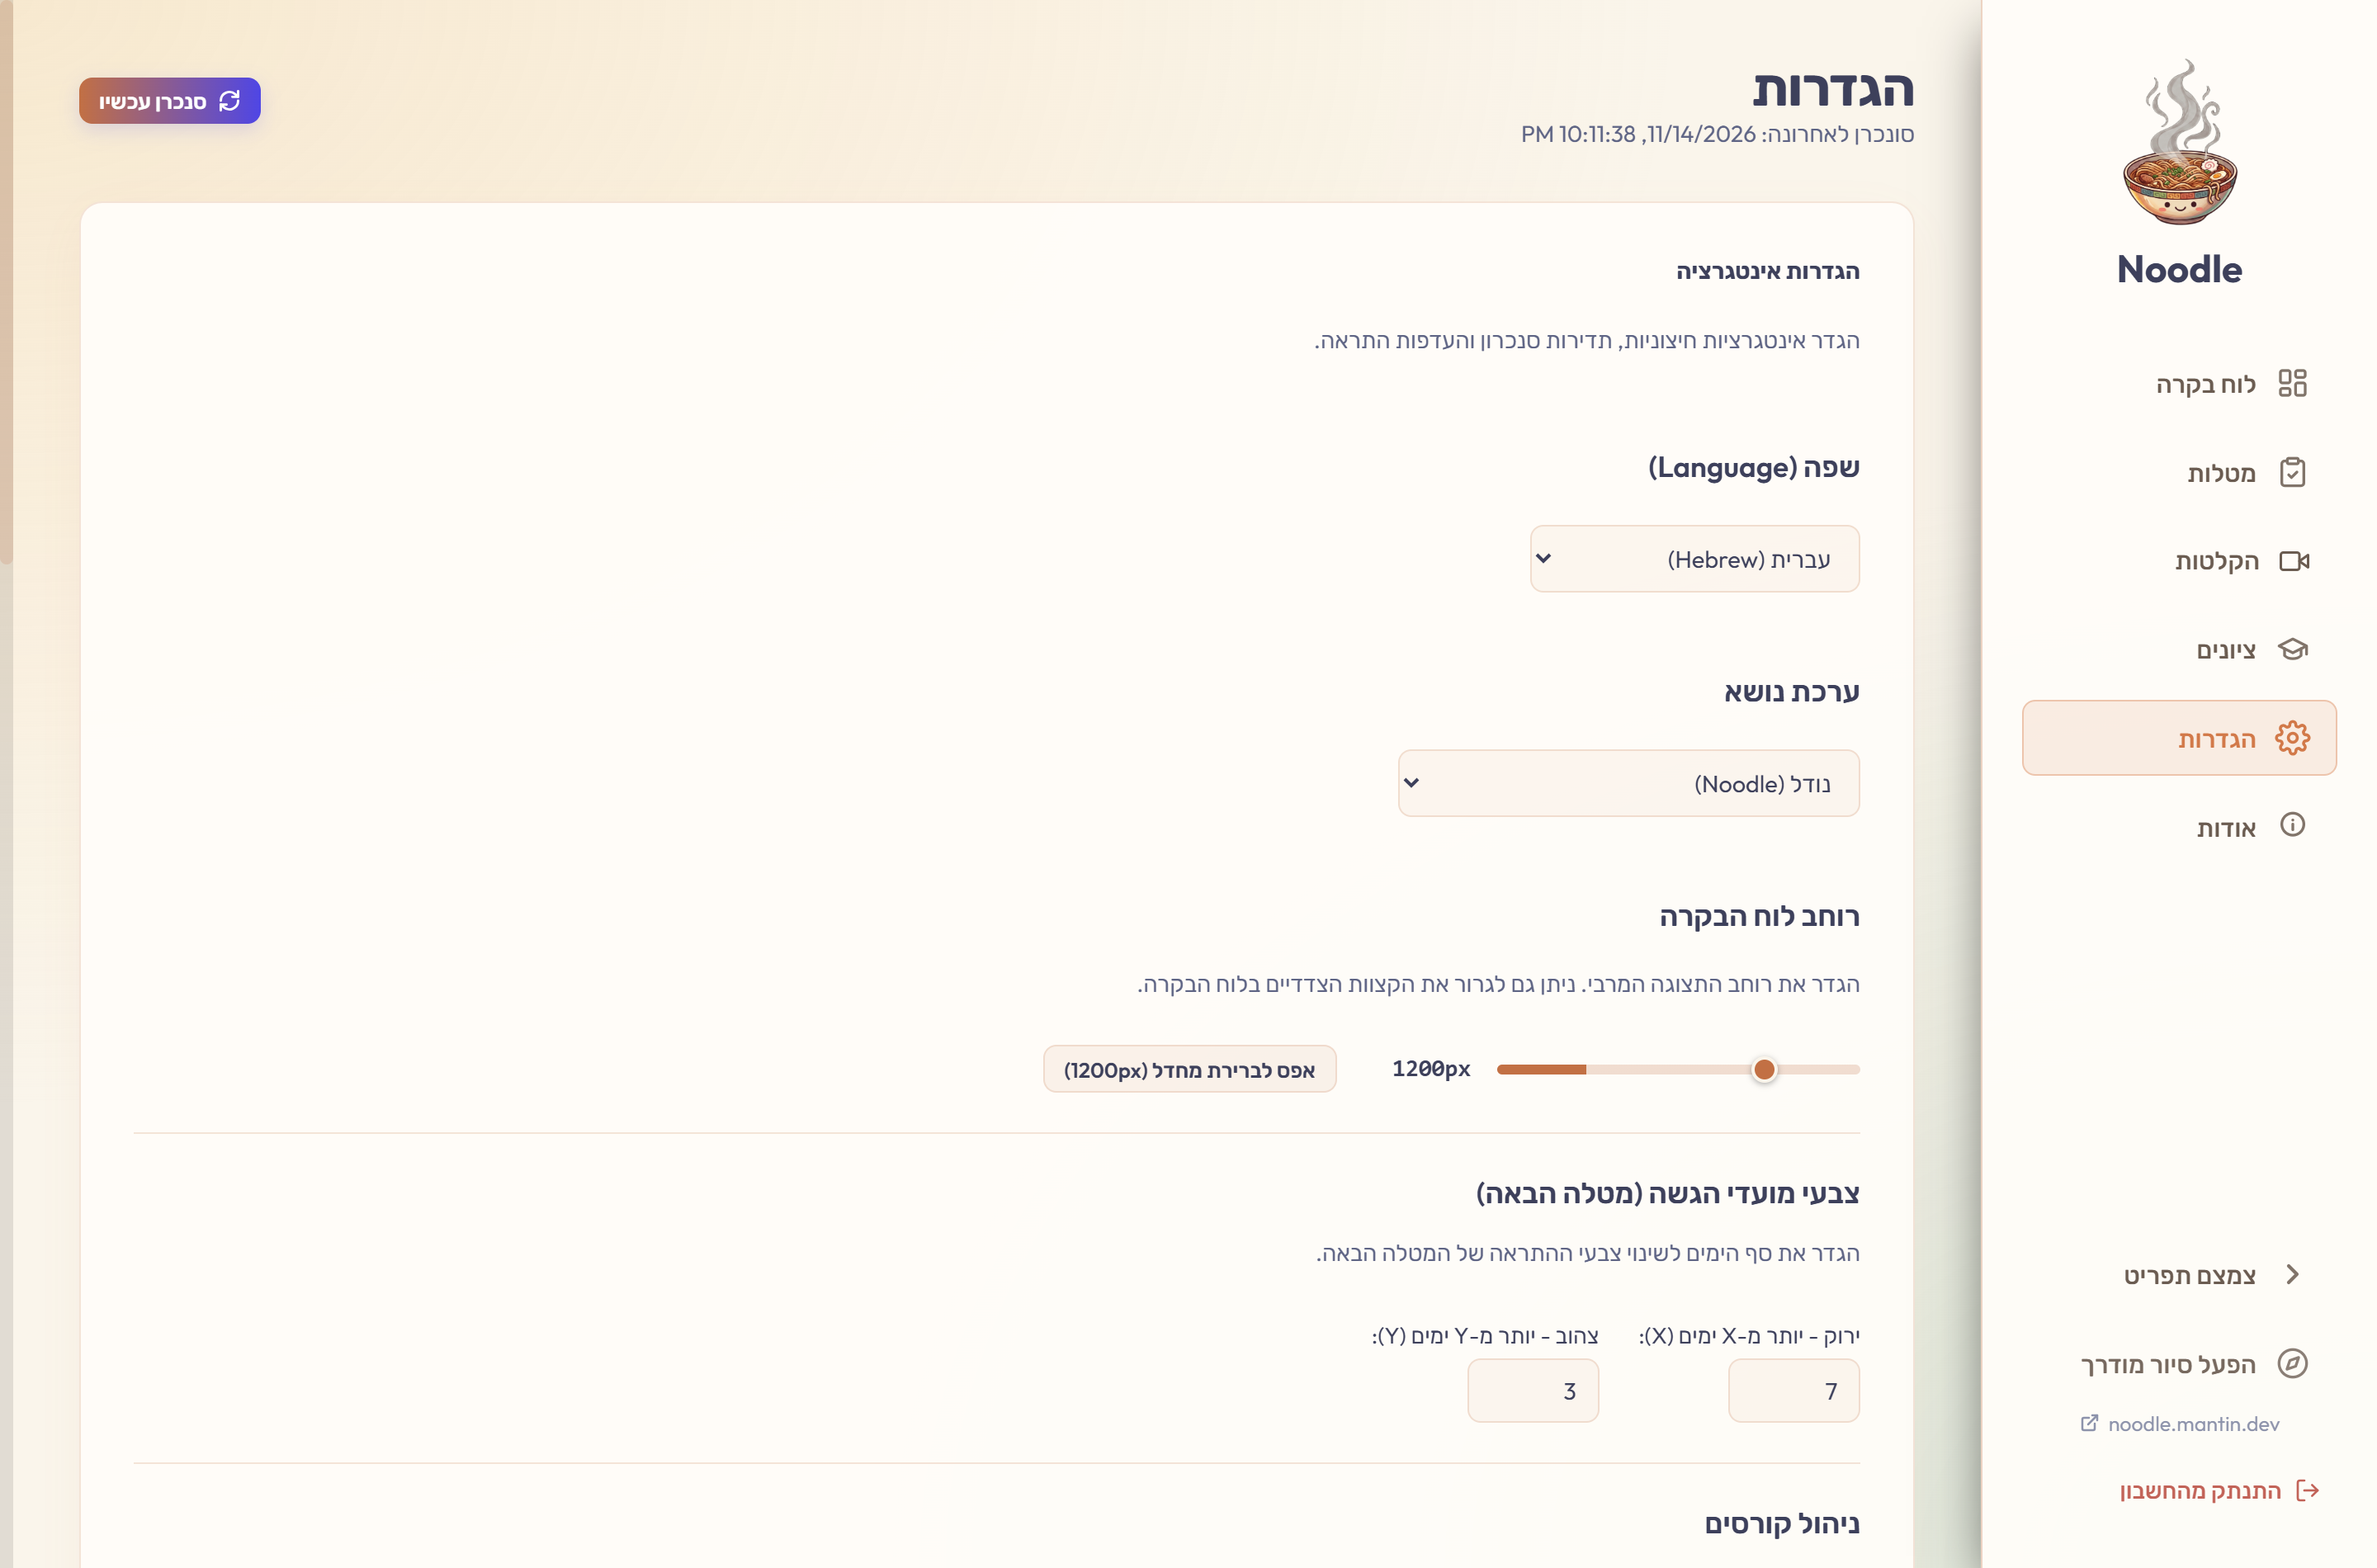 Noodle
לוח בקרה
מטלות
הקלטות
ציונים
הגדרות
אודות
צמצם תפריט
הפעל סיור מודרך
noodle.mantin.dev
התנתק מהחשבון
הגדרות
סונכרן לאחרונה: 11/14/2026, 10:11:38 PM
סנכרן עכשיו
הגדרות אינטגרציה
הגדר אינטגרציות חיצוניות, תדירות סנכרון והעדפות התראה.
שפה (Language)
עברית (Hebrew)
ערכת נושא
נודל (Noodle)
רוחב לוח הבקרה
הגדר את רוחב התצוגה המרבי. ניתן גם לגרור את הקצוות הצדדיים בלוח הבקרה.
1200px
אפס לברירת מחדל (1200px)
צבעי מועדי הגשה (מטלה הבאה)
הגדר את סף הימים לשינוי צבעי ההתראה של המטלה הבאה.
ירוק - יותר מ-X ימים (X):
7
צהוב - יותר מ-Y ימים (Y):
3
ניהול קורסים